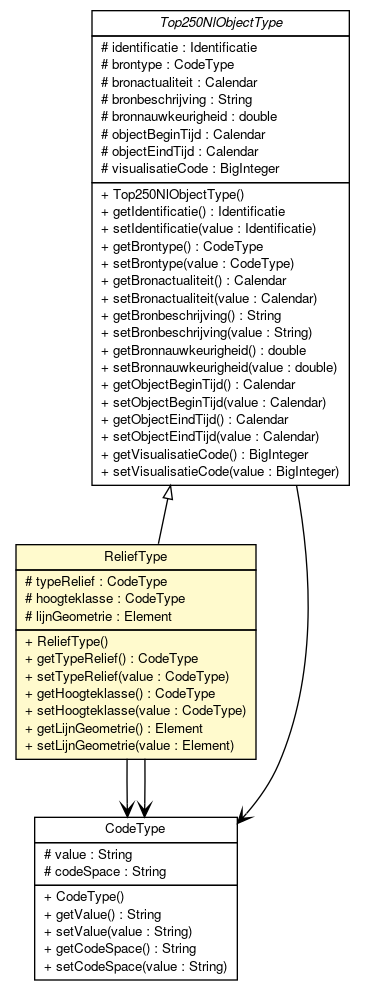 Top250NlObjectType
# identificatie : Identificatie
# brontype : CodeType
# bronactualiteit : Calendar
# bronbeschrijving : String
# bronnauwkeurigheid : double
# objectBeginTijd : Calendar
# objectEindTijd : Calendar
# visualisatieCode : BigInteger
+ Top250NlObjectType()
+ getIdentificatie() : Identificatie
+ setIdentificatie(value : Identificatie)
+ getBrontype() : CodeType
+ setBrontype(value : CodeType)
+ getBronactualiteit() : Calendar
+ setBronactualiteit(value : Calendar)
+ getBronbeschrijving() : String
+ setBronbeschrijving(value : String)
+ getBronnauwkeurigheid() : double
+ setBronnauwkeurigheid(value : double)
+ getObjectBeginTijd() : Calendar
+ setObjectBeginTijd(value : Calendar)
+ getObjectEindTijd() : Calendar
+ setObjectEindTijd(value : Calendar)
+ getVisualisatieCode() : BigInteger
+ setVisualisatieCode(value : BigInteger)
ReliefType
# typeRelief : CodeType
# hoogteklasse : CodeType
# lijnGeometrie : Element
+ ReliefType()
+ getTypeRelief() : CodeType
+ setTypeRelief(value : CodeType)
+ getHoogteklasse() : CodeType
+ setHoogteklasse(value : CodeType)
+ getLijnGeometrie() : Element
+ setLijnGeometrie(value : Element)
CodeType
# value : String
# codeSpace : String
+ CodeType()
+ getValue() : String
+ setValue(value : String)
+ getCodeSpace() : String
+ setCodeSpace(value : String)